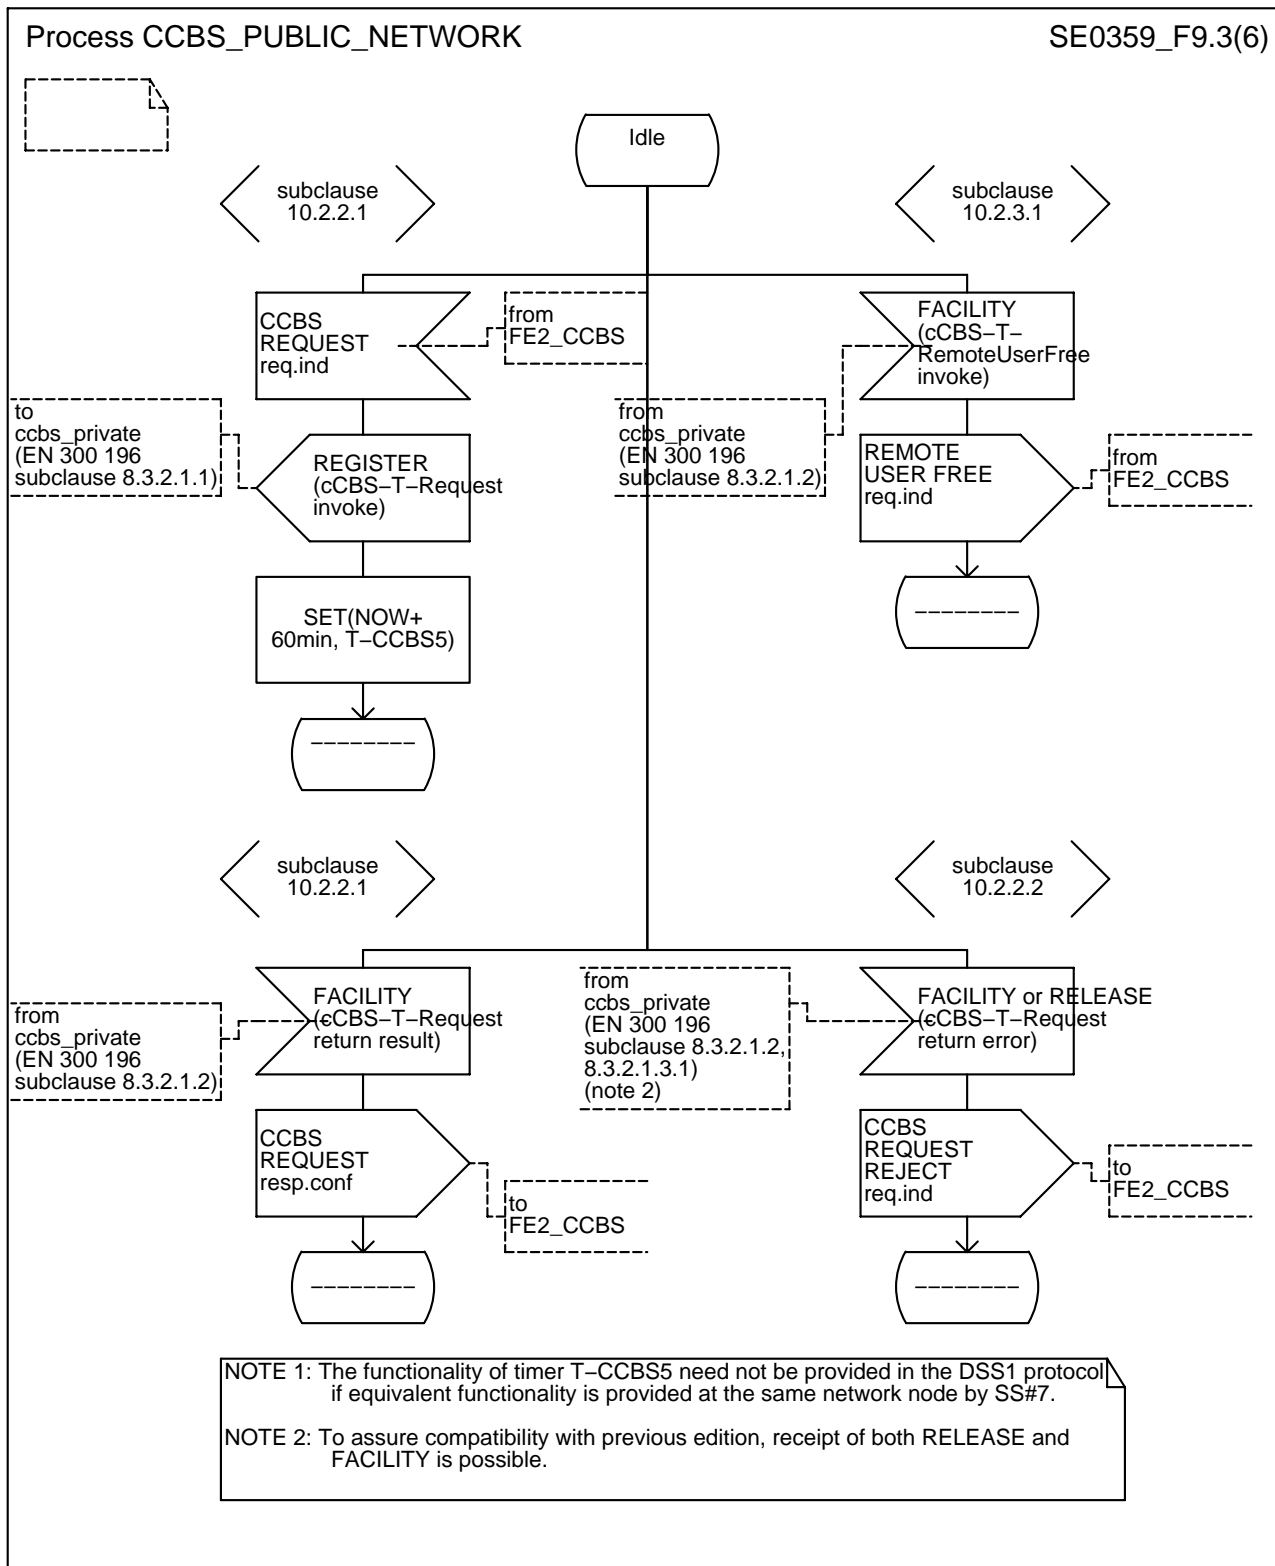 Process CCBS_PUBLIC_NETWORK
SE0359_F9.3(6)
Idle
subclause
10.2.2.1
subclause
10.2.3.1
CCBS
REQUEST
req.ind
from
FE2_CCBS
FACILITY
(cCBS–T–
RemoteUserFree
invoke)
to
ccbs_private
(EN 300 196
subclause 8.3.2.1.1)
REGISTER
(cCBS–T–Request
invoke)
from
ccbs_private
(EN 300 196
subclause 8.3.2.1.2)
REMOTE
USER FREE
req.ind
from
FE2_CCBS
SET(NOW+
60min, T–CCBS5)
––––––––
––––––––
subclause
10.2.2.1
subclause
10.2.2.2
from
ccbs_private
(EN 300 196
subclause 8.3.2.1.2)
FACILITY
(cCBS–T–Request
return result)
from
ccbs_private
(EN 300 196
subclause 8.3.2.1.2,
8.3.2.1.3.1)
(note 2)
FACILITY or RELEASE
(cCBS–T–Request
return error)
CCBS
REQUEST
resp.conf
to
FE2_CCBS
CCBS
REQUEST
REJECT
req.ind
to
FE2_CCBS
––––––––
––––––––
NOTE 1: The functionality of timer T–CCBS5 need not be provided in the DSS1 protocol
if equivalent functionality is provided at the same network node by SS#7.
NOTE 2: To assure compatibility with previous edition, receipt of both RELEASE and
FACILITY is possible.